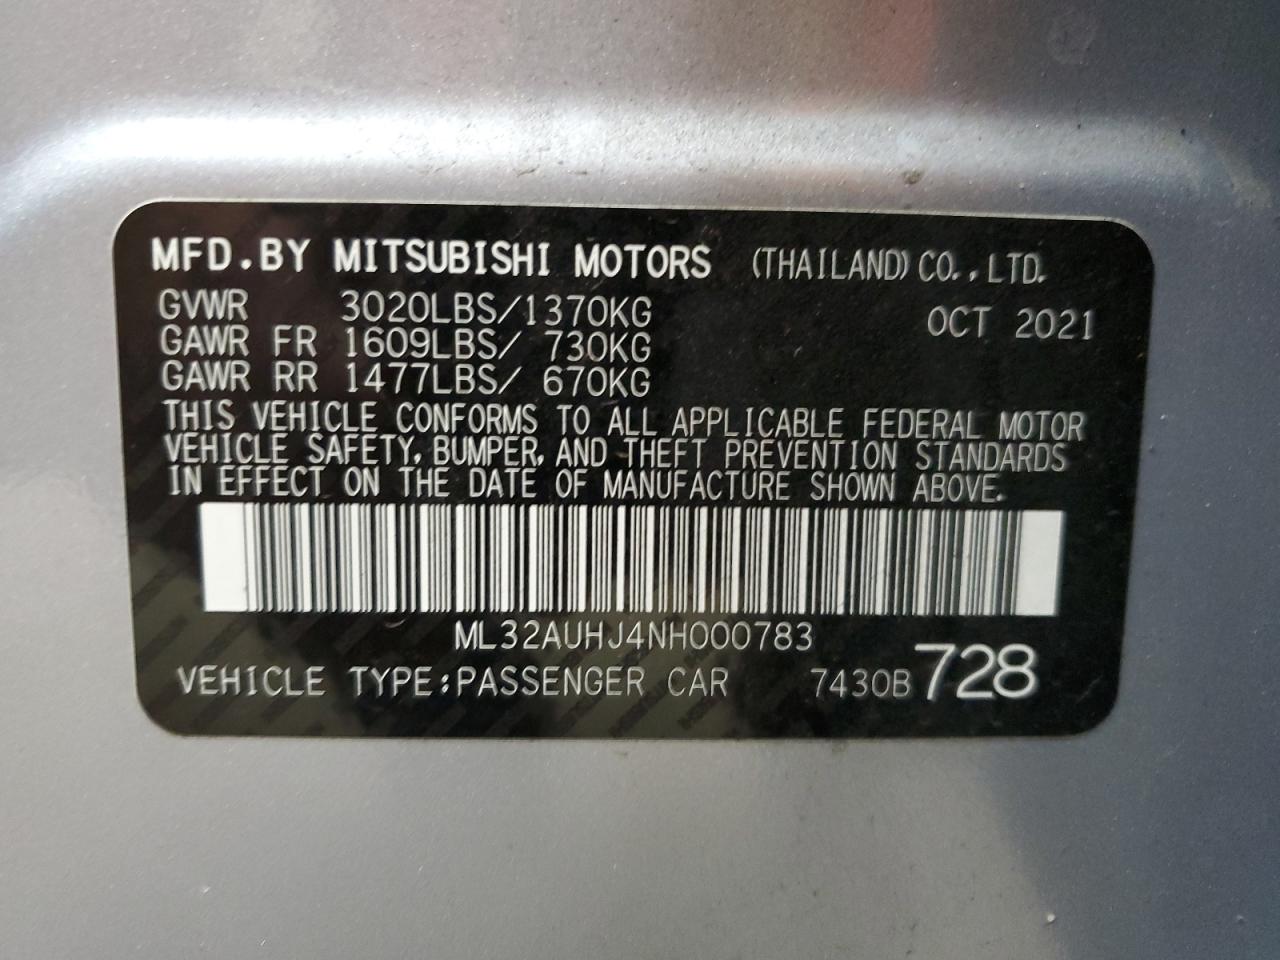 MFD.BY MITSUBISHI MOTORS (THAILAND) CO.,LTD.
GVWR 3020LBS/1370KG OCT 2021
GAWR FR 1609LBS/ 730KG
GAWR RR 1477LBS/ 670KG
THIS VEHICLE CONFORMS TO ALL APPLICABLE FEDERAL MOTOR
VEHICLE SAFETY, BUMPER, AND THEFT PREVENTION STANDARDS
IN EFFECT ON THE DATE OF MANUFACTURE SHOWN ABOVE.
ML32AUHJ4NH000783
VEHICLE TYPE:PASSENGER CAR 7430B 728